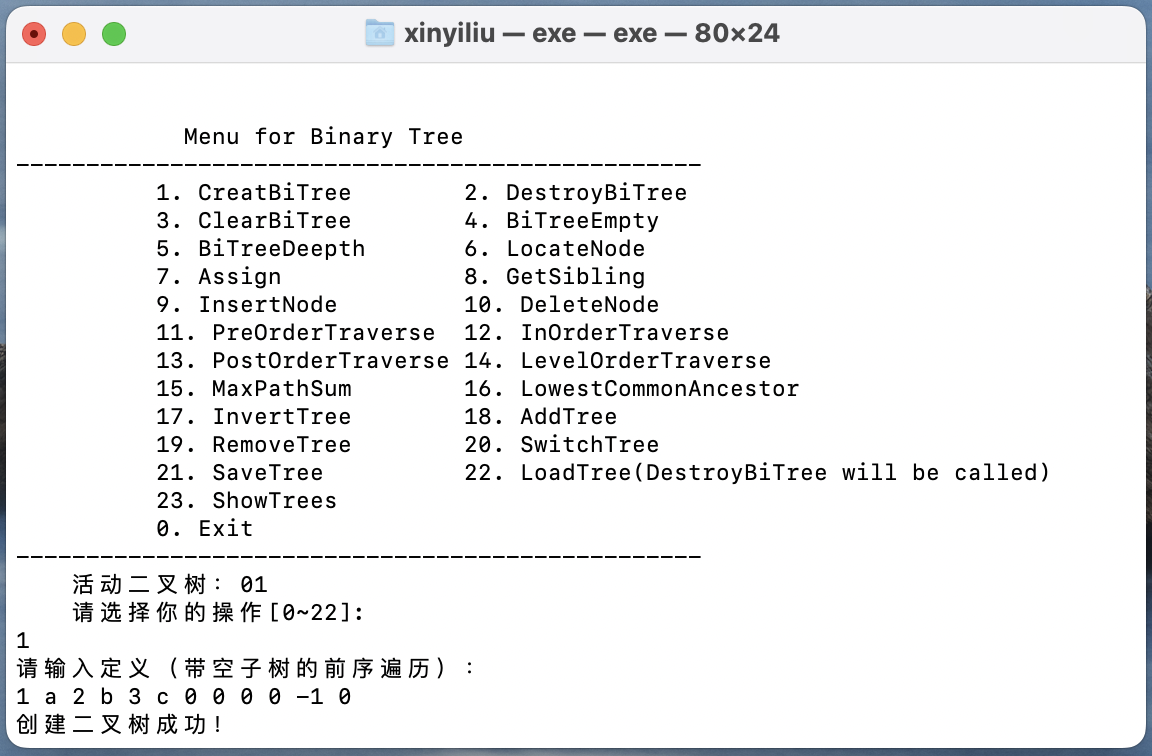 xinyiliu — exe — exe — 80×24
Menu for Binary Tree
-------------------------------------------------
1. CreatBiTree 2. DestroyBiTree
3. ClearBiTree 4. BiTreeEmpty
5. BiTreeDeepth 6. LocateNode
7. Assign 8. GetSibling
9. InsertNode 10. DeleteNode
11. PreOrderTraverse 12. InOrderTraverse
13. PostOrderTraverse 14. LevelOrderTraverse
15. MaxPathSum 16. LowestCommonAncestor
17. InvertTree 18. AddTree
19. RemoveTree 20. SwitchTree
21. SaveTree 22. LoadTree(DestroyBiTree will be called)
23. ShowTrees
0. Exit
-------------------------------------------------
活动二叉树：01
请选择你的操作[0~22]:
1
请输入定义（带空子树的前序遍历）：
1 a 2 b 3 c 0 0 0 0 -1 0
创建二叉树成功！